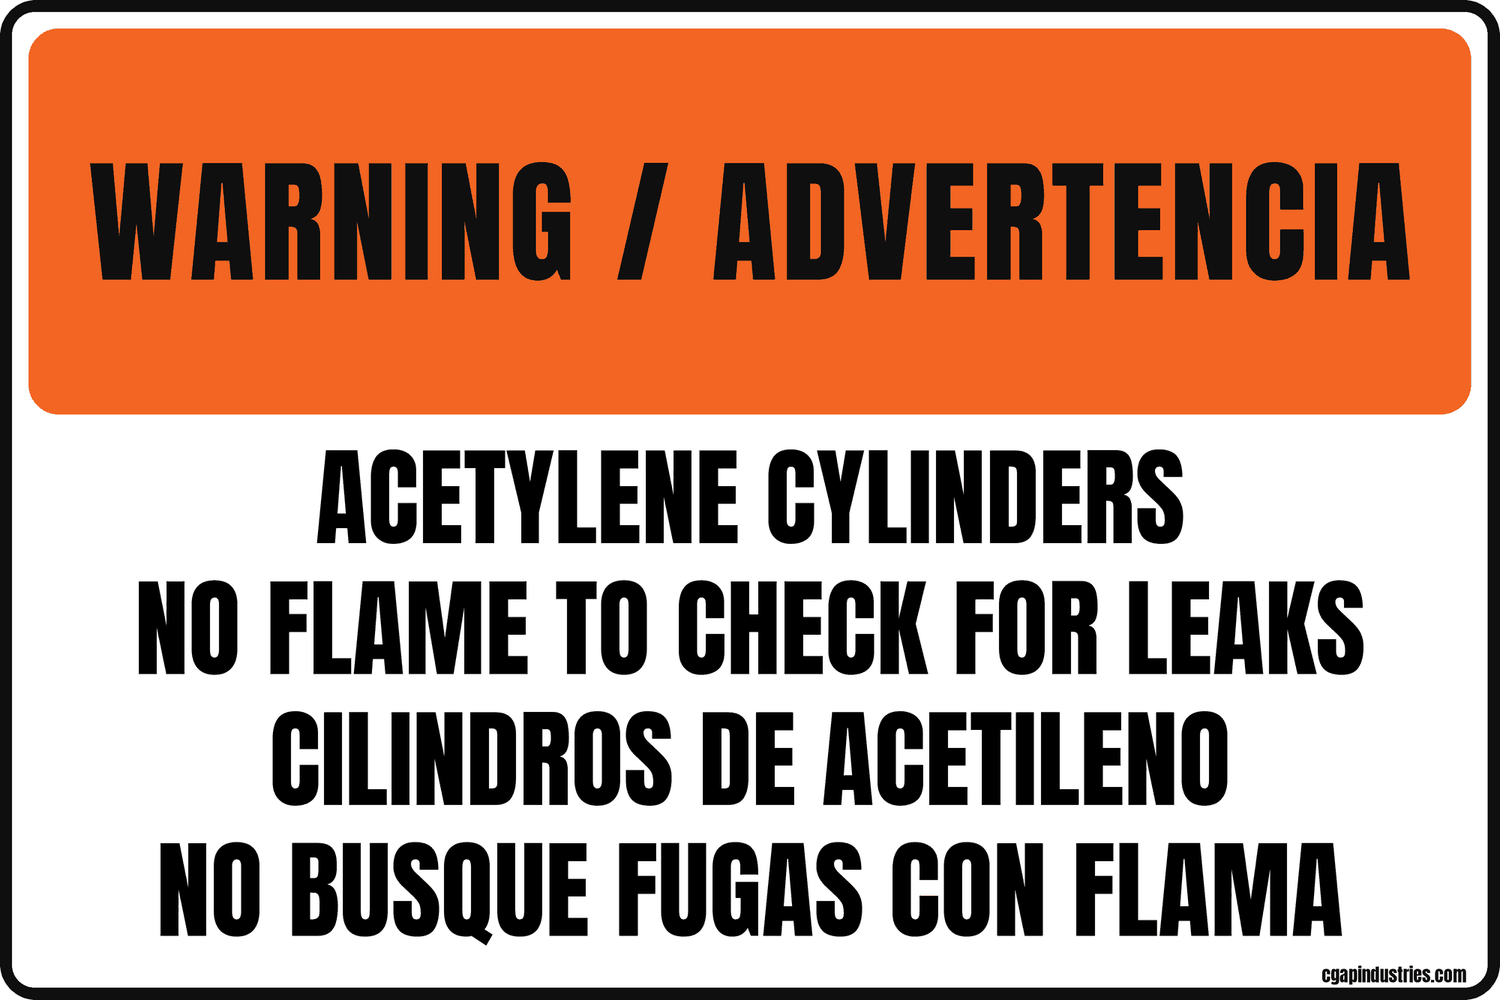 WARNING / ADVERTENCIA
ACETYLENE CYLINDERS
NO FLAME TO CHECK FOR LEAKS
CILINDROS DE ACETILENO
NO BUSQUE FUGAS CON FLAMA
cgapindustries.com